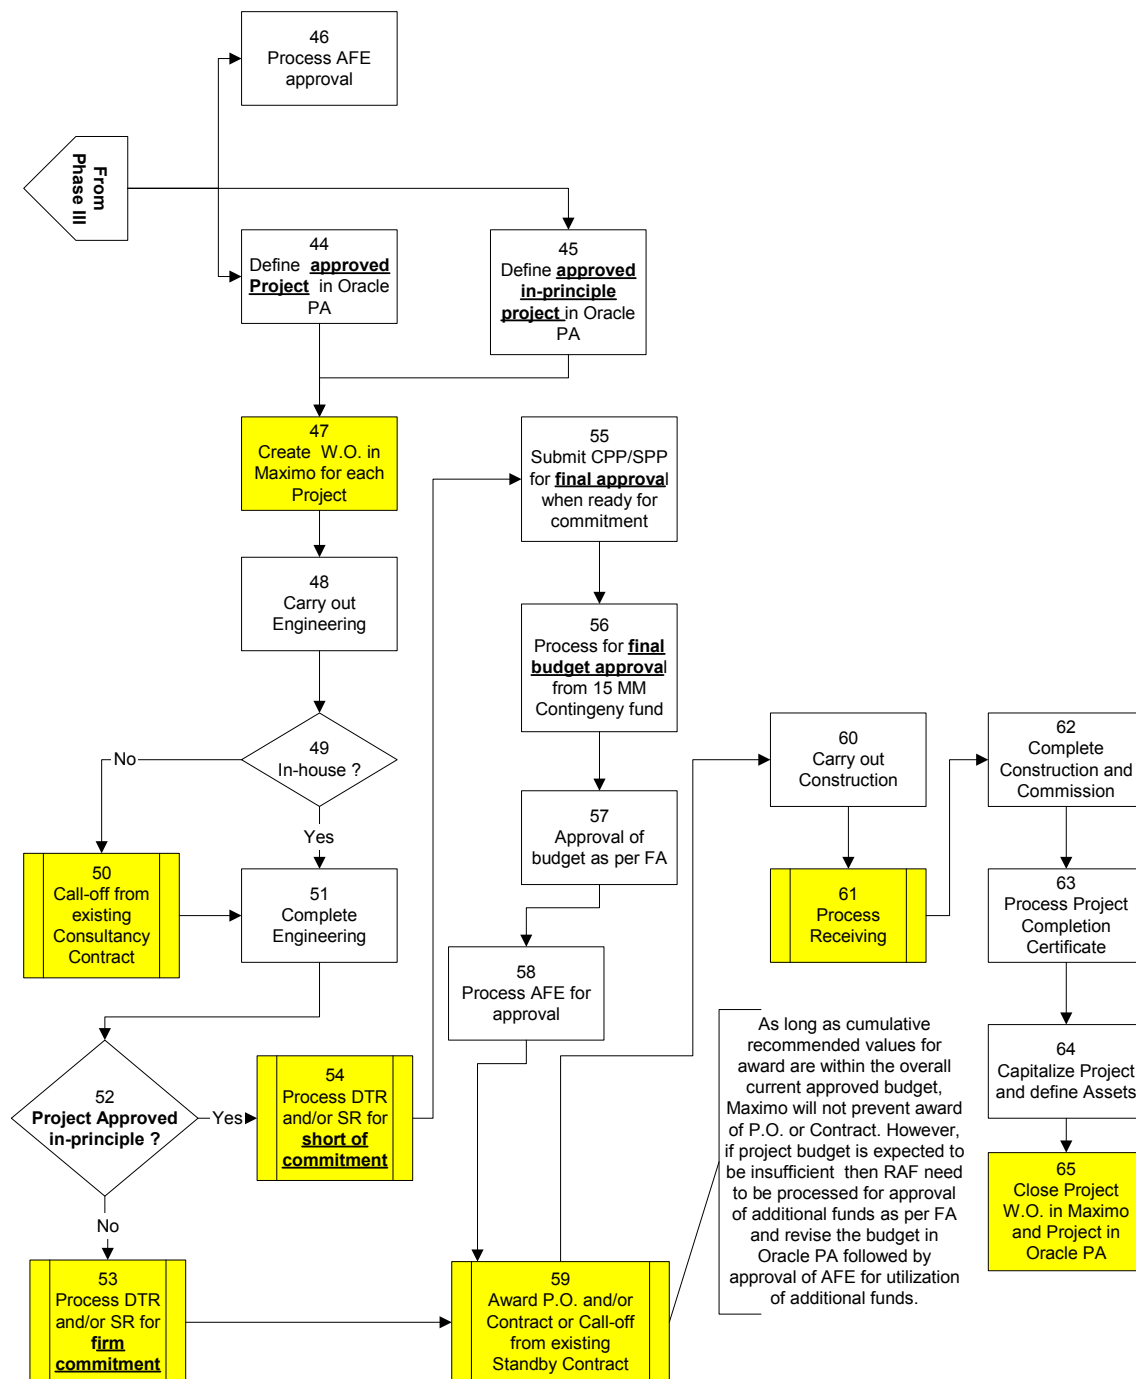 46
Process AFE
approval
From
Phase III
44
Define approved
Project in Oracle
PA
45
Define approved
in-principle
project in Oracle
PA
47
Create W.O. in
Maximo for each
Project
48
Carry out
Engineering
49
In-house ?
No
Yes
50
Call-off from
existing
Consultancy
Contract
51
Complete
Engineering
52
Project Approved
in-principle ?
Yes
No
53
Process DTR
and/or SR for
firm
commitment
54
Process DTR
and/or SR for
short of
commitment
55
Submit CPP/SPP
for final approval
when ready for
commitment
56
Process for final
budget approval
from 15 MM
Contingeny fund
57
Approval of
budget as per FA
58
Process AFE for
approval
59
Award P.O. and/or
Contract or Call-off
from existing
Standby Contract
As long as cumulative
recommended values for
award are within the overall
current approved budget,
Maximo will not prevent award
of P.O. or Contract. However,
if project budget is expected to
be insufficient then RAF need
to be processed for approval
of additional funds as per FA
and revise the budget in
Oracle PA followed by
approval of AFE for utilization
of additional funds.
60
Carry out
Construction
61
Process
Receiving
62
Complete
Construction and
Commission
63
Process Project
Completion
Certificate
64
Capitalize Project
and define Assets
65
Close Project
W.O. in Maximo
and Project in
Oracle PA